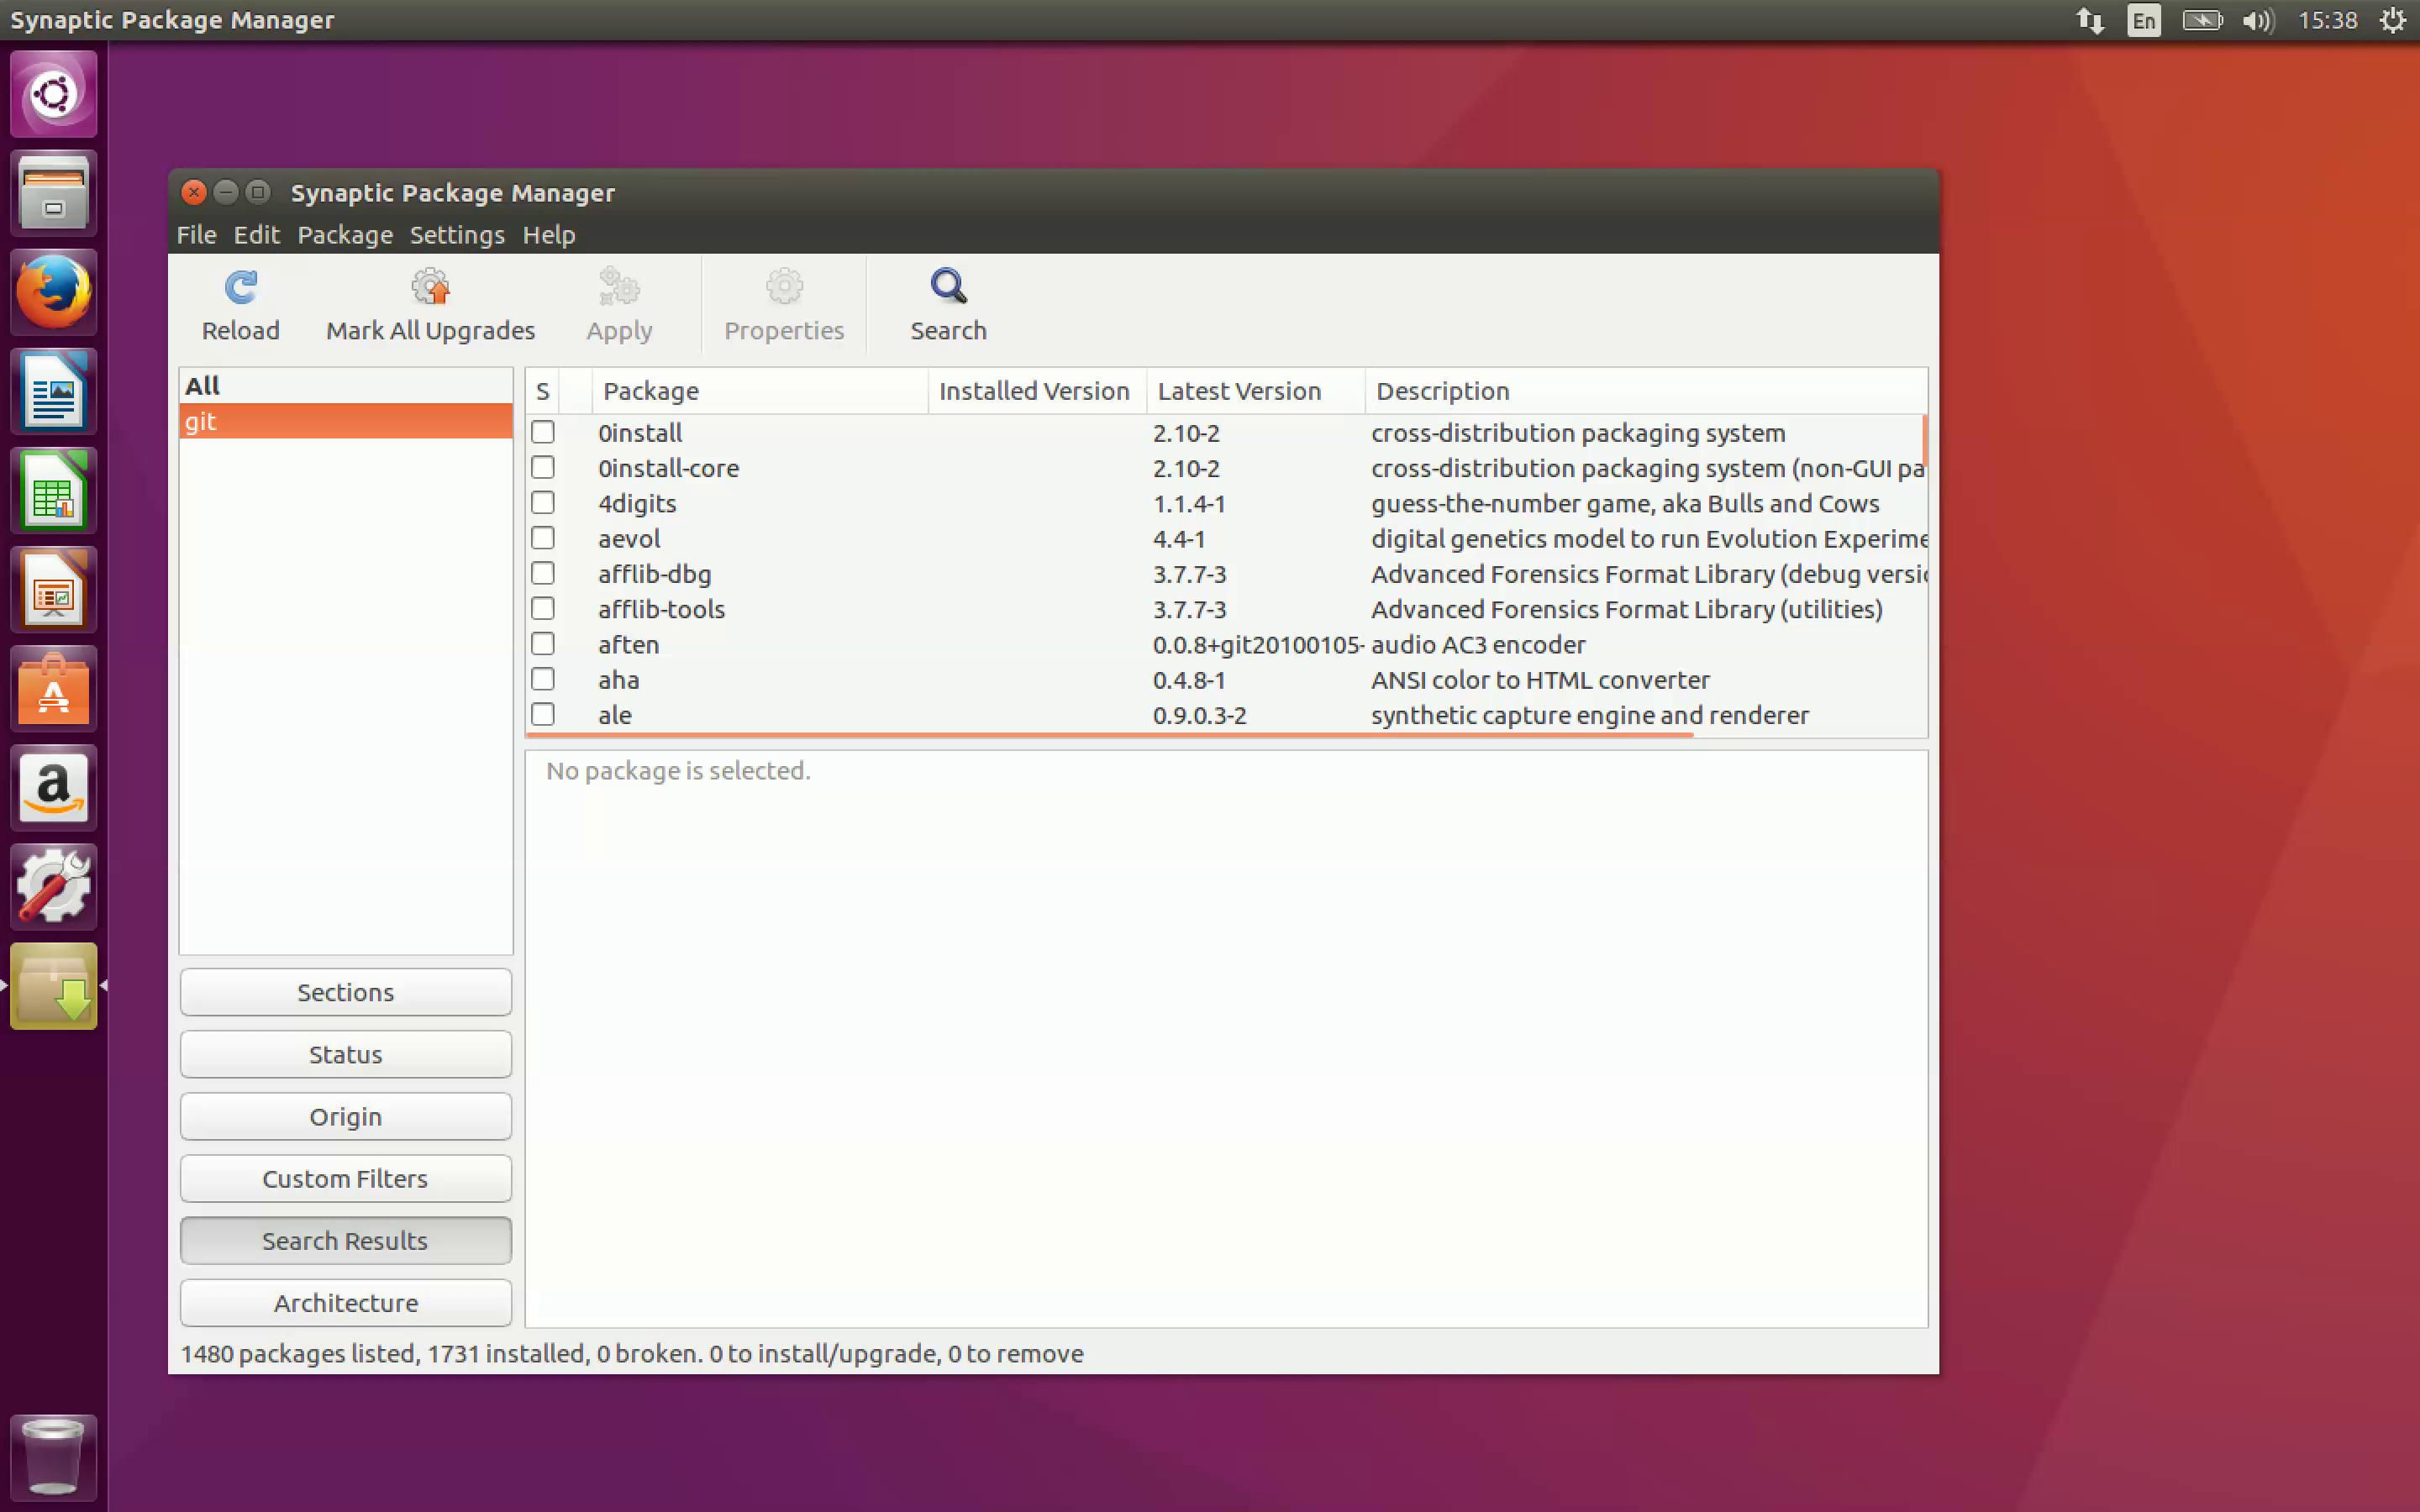 Synaptic Package Manager
En
15:38
Synaptic Package Manager
File Edit Package Settings Help
Reload
Mark All Upgrades
Apply
Properties
Search
All
git
S Package Installed Version Latest Version Description
0install 2.10-2 cross-distribution packaging system
0install-core 2.10-2 cross-distribution packaging system (non-GUI pa
4digits 1.1.4-1 guess-the-number game, aka Bulls and Cows
aevol 4.4-1 digital genetics model to run Evolution Experime
afflib-dbg 3.7.7-3 Advanced Forensics Format Library (debug versio
afflib-tools 3.7.7-3 Advanced Forensics Format Library (utilities)
aften 0.0.8+git20100105- audio AC3 encoder
aha 0.4.8-1 ANSI color to HTML converter
ale 0.9.0.3-2 synthetic capture engine and renderer
No package is selected.
Sections
Status
Origin
Custom Filters
Search Results
Architecture
1480 packages listed, 1731 installed, 0 broken. 0 to install/upgrade, 0 to remove